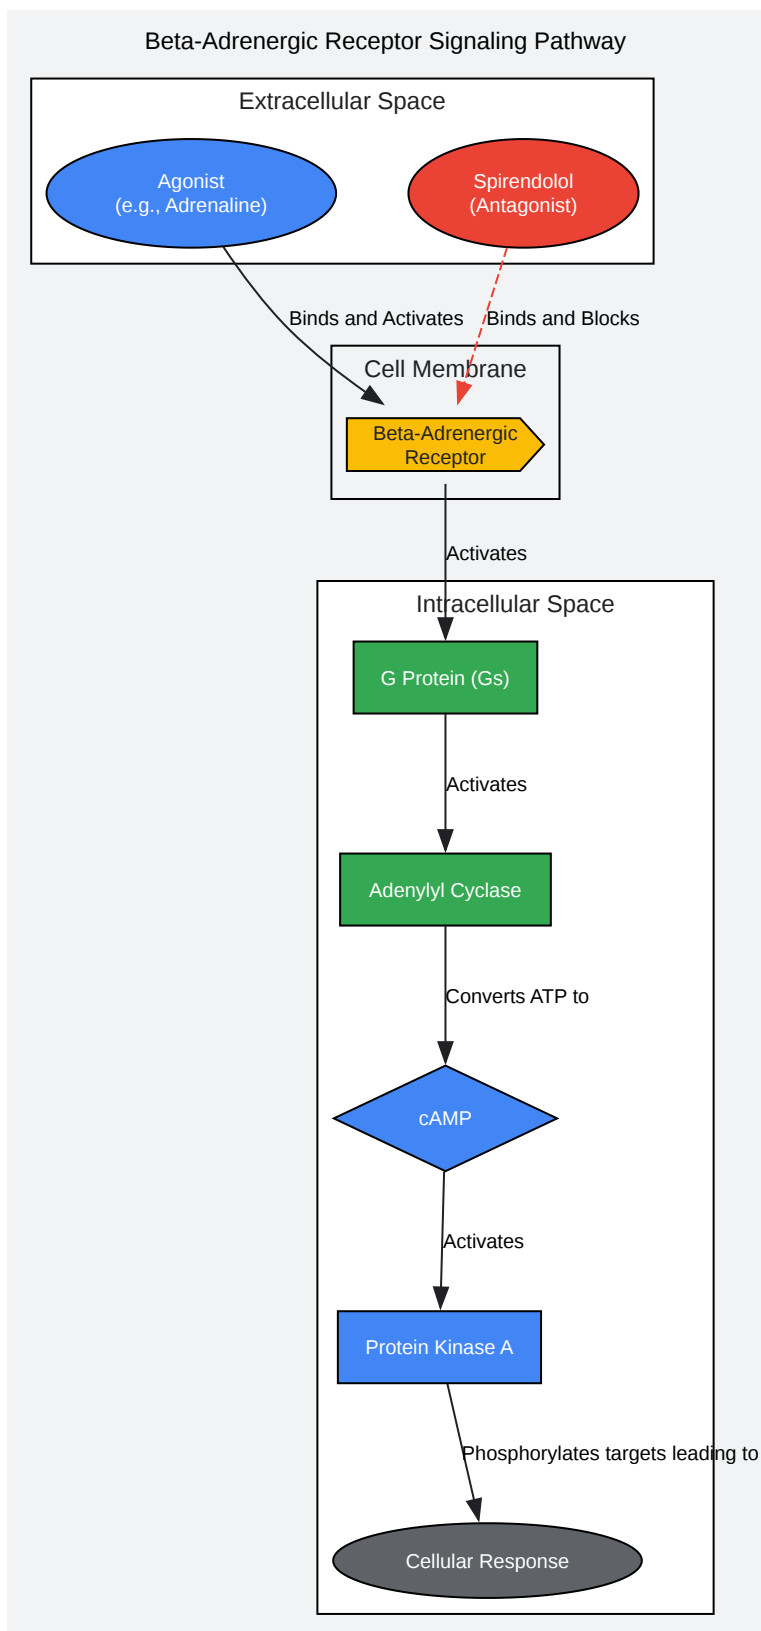 Beta-Adrenergic Receptor Signaling Pathway
Extracellular Space
Agonist
(e.g., Adrenaline)
Spirendolol
(Antagonist)
Binds and Activates
Binds and Blocks
Cell Membrane
Beta-Adrenergic
Receptor
Activates
Intracellular Space
G Protein (Gs)
Activates
Adenylyl Cyclase
Converts ATP to
cAMP
Activates
Protein Kinase A
Phosphorylates targets leading to
Cellular Response